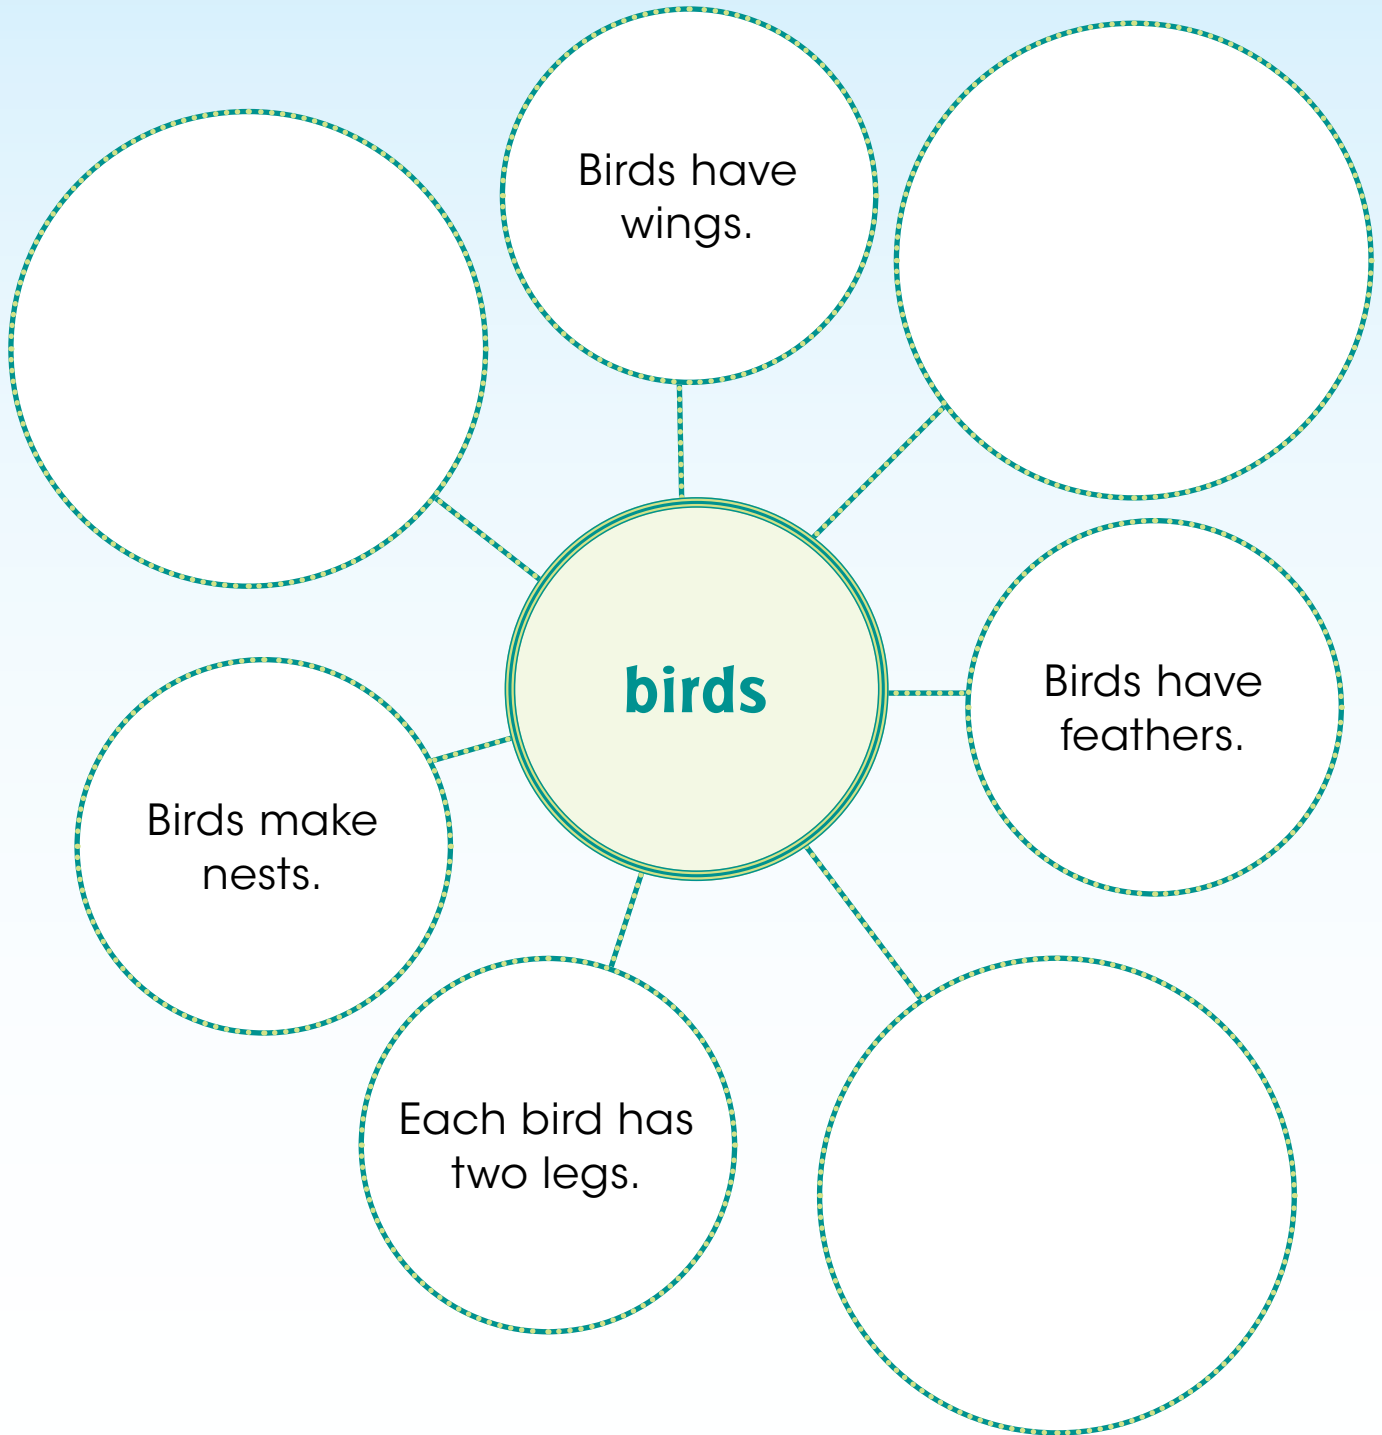 Birds have
wings.
birds
Birds have
feathers.
Birds make
nests.
Each bird has
two legs.